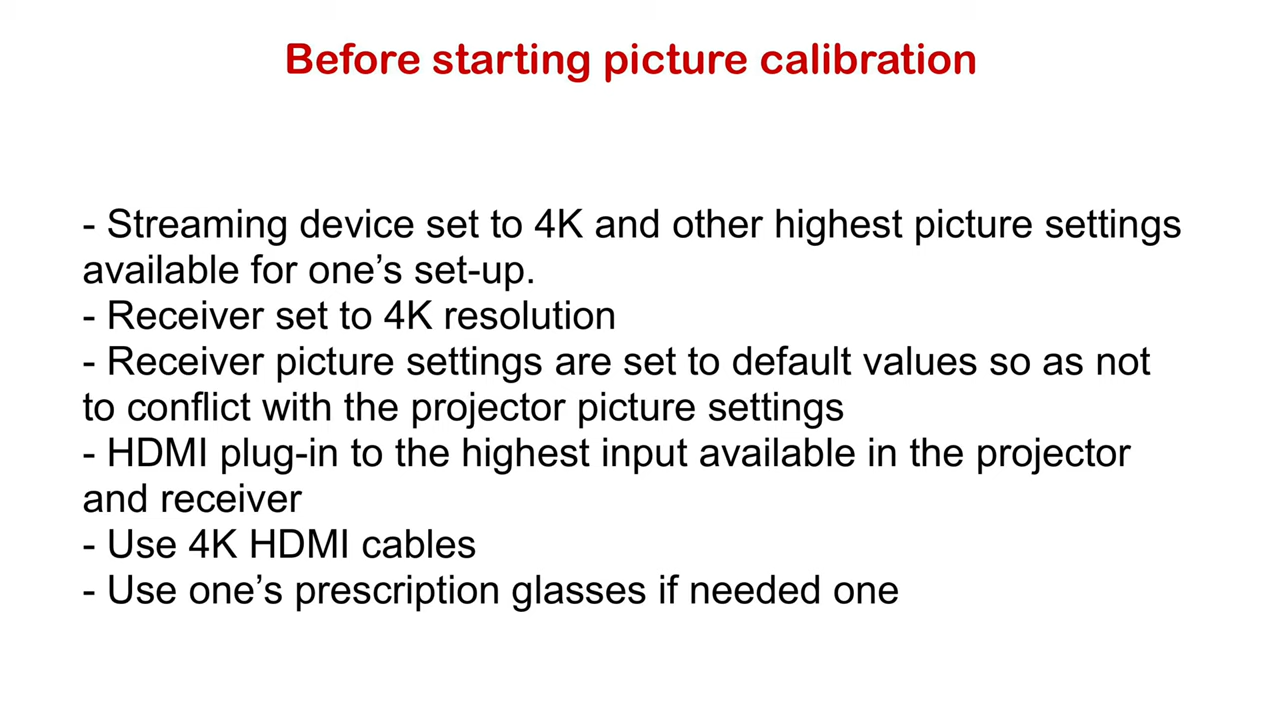 Before starting picture calibration
- Streaming device set to 4K and other highest picture settings
available for one’s set-up.
- Receiver set to 4K resolution
- Receiver picture settings are set to default values so as not
to conflict with the projector picture settings
- HDMI plug-in to the highest input available in the projector
and receiver
- Use 4K HDMI cables
- Use one’s prescription glasses if needed one